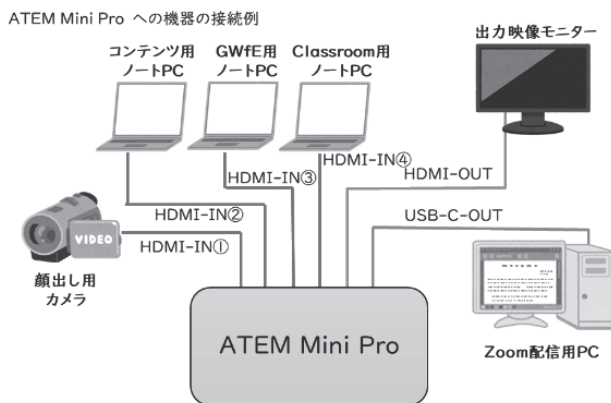 ATEM Mini Pro への機器の接続例
コンテンツ用
ノートPC
GWfE用
ノートPC
Classroom用
ノートPC
出力映像モニター
HDMI-IN④
HDMI-OUT
HDMI-IN③
HDMI-IN②
USB-C-OUT
HDMI-IN①
VIDEO
顔出し用
カメラ
ATEM Mini Pro
Zoom配信用PC